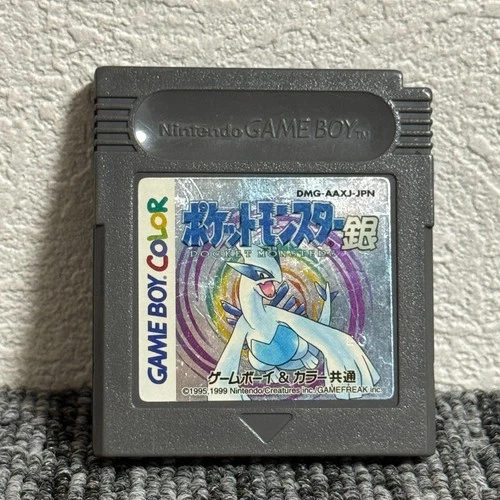 Nintendo GAME BOY™
GAME BOY COLOR
DMG-AAXJ-JPN
ポケットモンスター銀
POCKET MONSTERS
ゲームボーイ & カラー共通
©1995,1999 Nintendo/Creatures inc. GAMEFREAK inc.